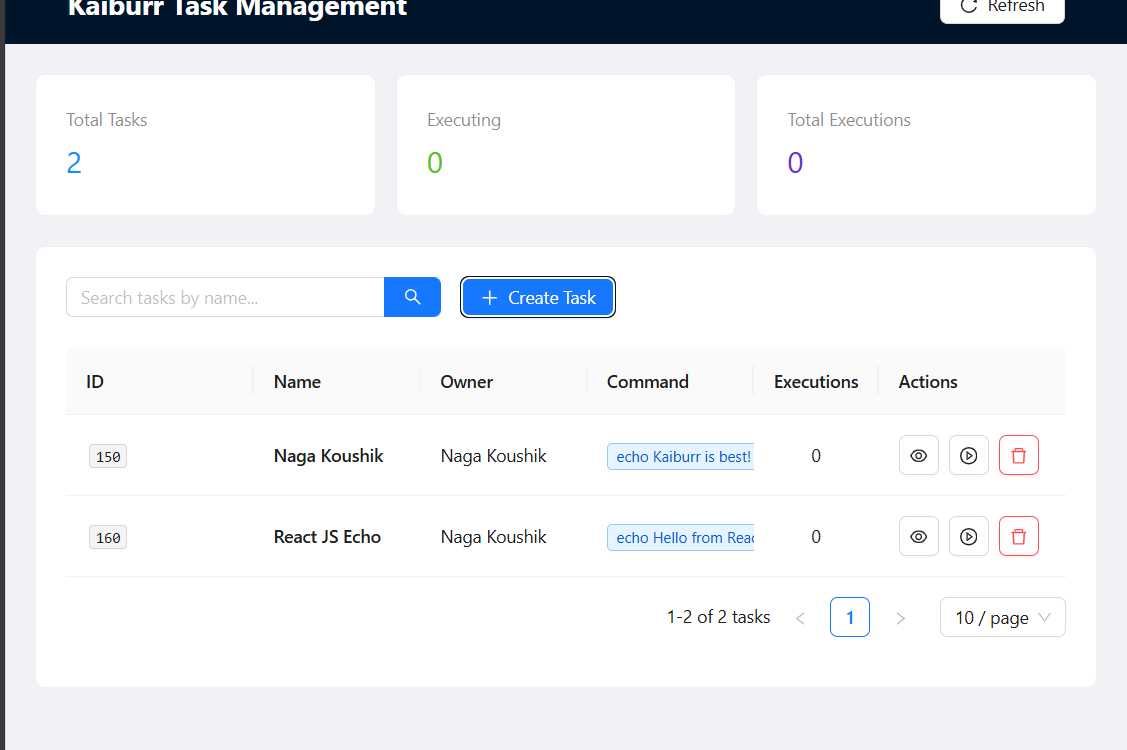 Kaiburr Task Management
Refresh
Total Tasks
Executing
Total Executions
2
0
0
Search tasks by name...
Create Task
ID Name Owner Command Executions Actions
150 Naga Koushik Naga Koushik echo Kaiburr is best! 0
160 React JS Echo Naga Koushik echo Hello from Reac 0
1-2 of 2 tasks < 1 > 10 / page